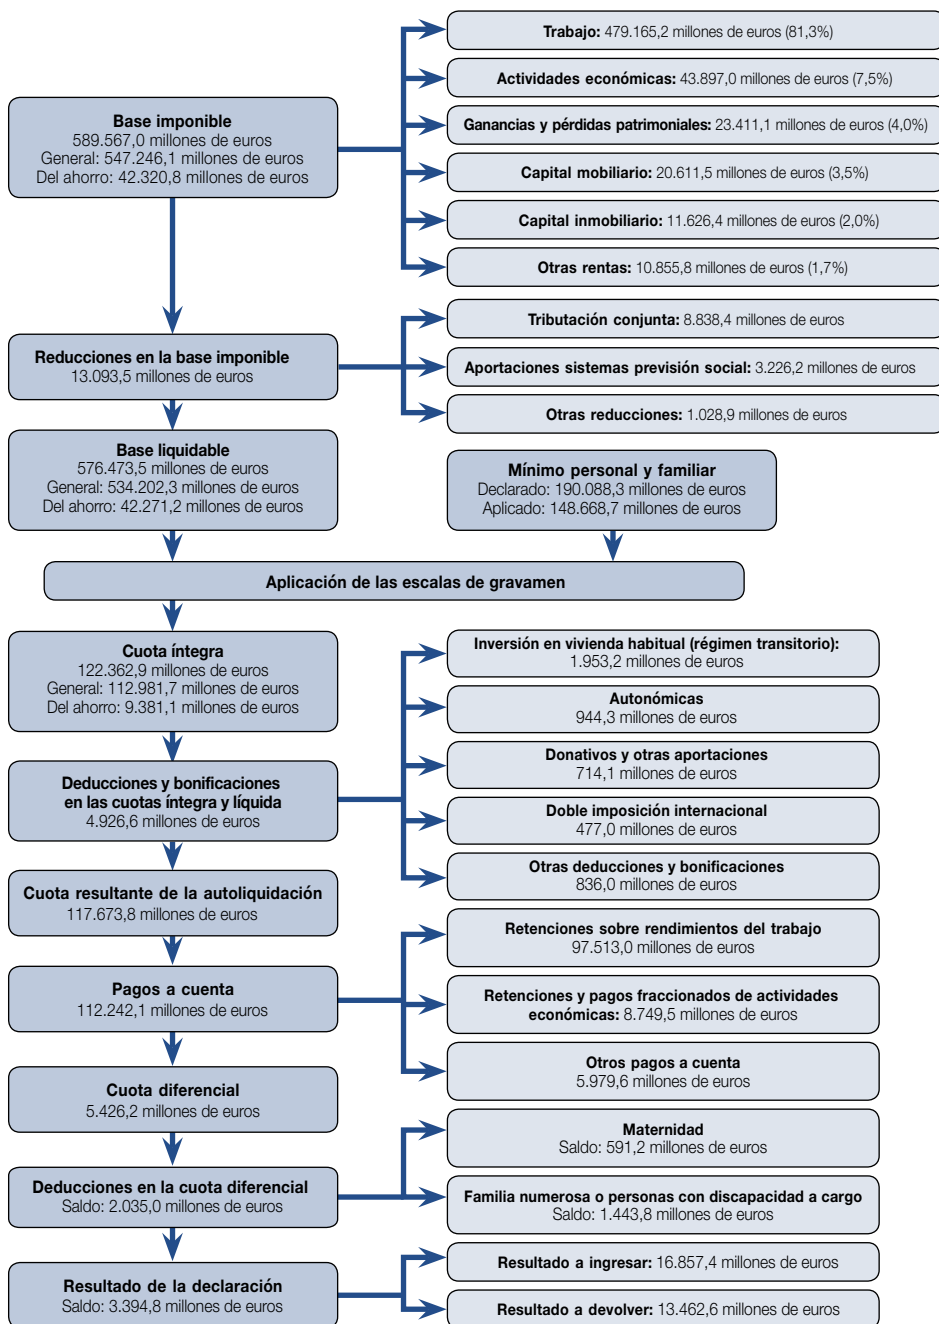 Base imponible
589.567,0 millones de euros
General: 547.246,1 millones de euros
Del ahorro: 42.320,8 millones de euros
Trabajo: 479.165,2 millones de euros (81,3%)
Actividades económicas: 43.897,0 millones de euros (7,5%)
Ganancias y pérdidas patrimoniales: 23.411,1 millones de euros (4,0%)
Capital mobiliario: 20.611,5 millones de euros (3,5%)
Capital inmobiliario: 11.626,4 millones de euros (2,0%)
Otras rentas: 10.855,8 millones de euros (1,7%)
Reducciones en la base imponible
13.093,5 millones de euros
Tributación conjunta: 8.838,4 millones de euros
Aportaciones sistemas previsión social: 3.226,2 millones de euros
Otras reducciones: 1.028,9 millones de euros
Base liquidable
576.473,5 millones de euros
General: 534.202,3 millones de euros
Del ahorro: 42.271,2 millones de euros
Mínimo personal y familiar
Declarado: 190.088,3 millones de euros
Aplicado: 148.668,7 millones de euros
Aplicación de las escalas de gravamen
Cuota íntegra
122.362,9 millones de euros
General: 112.981,7 millones de euros
Del ahorro: 9.381,1 millones de euros
Deducciones y bonificaciones
en las cuotas íntegra y líquida
4.926,6 millones de euros
Inversión en vivienda habitual (régimen transitorio):
1.953,2 millones de euros
Autonómicas
944,3 millones de euros
Donativos y otras aportaciones
714,1 millones de euros
Doble imposición internacional
477,0 millones de euros
Otras deducciones y bonificaciones
836,0 millones de euros
Cuota resultante de la autoliquidación
117.673,8 millones de euros
Pagos a cuenta
112.242,1 millones de euros
Retenciones sobre rendimientos del trabajo
97.513,0 millones de euros
Retenciones y pagos fraccionados de actividades
económicas: 8.749,5 millones de euros
Otros pagos a cuenta
5.979,6 millones de euros
Cuota diferencial
5.426,2 millones de euros
Deducciones en la cuota diferencial
Saldo: 2.035,0 millones de euros
Maternidad
Saldo: 591,2 millones de euros
Familia numerosa o personas con discapacidad a cargo
Saldo: 1.443,8 millones de euros
Resultado de la declaración
Saldo: 3.394,8 millones de euros
Resultado a ingresar: 16.857,4 millones de euros
Resultado a devolver: 13.462,6 millones de euros